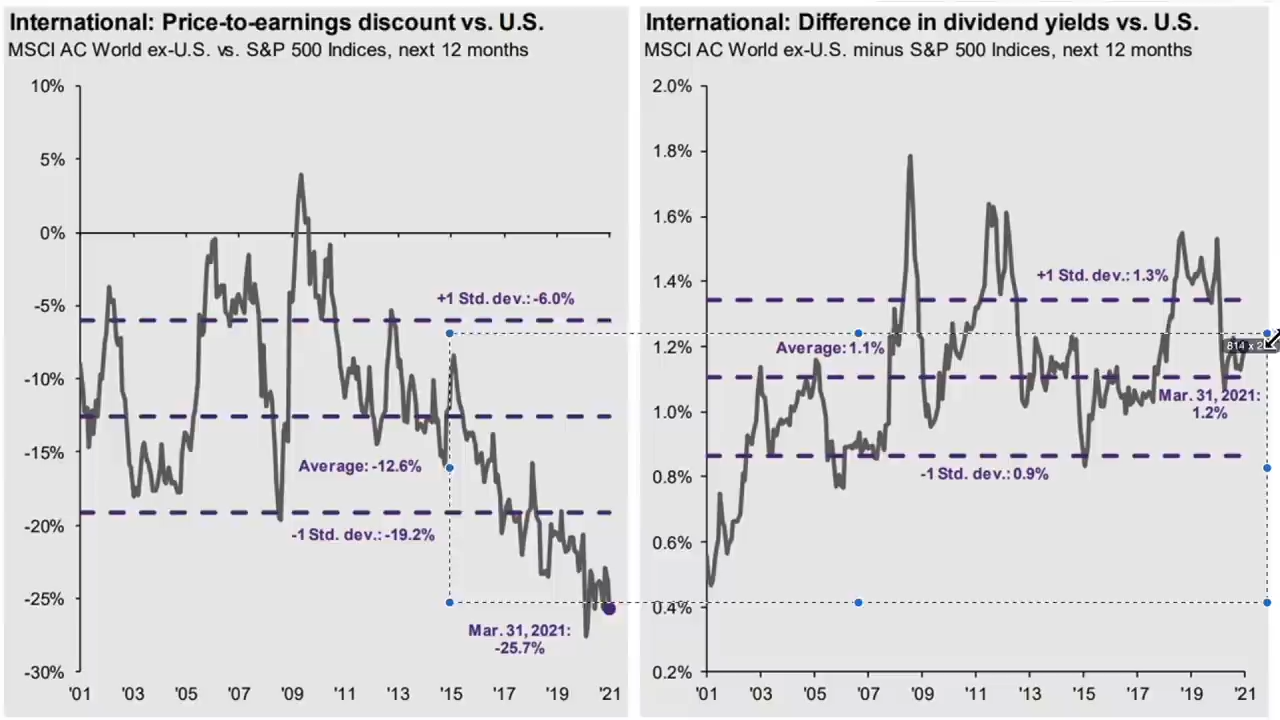 International: Price-to-earnings discount vs. U.S.
MSCI AC World ex-U.S. vs. S&P 500 Indices, next 12 months
10%
5%
0%
-5%
-10%
-15%
-20%
-25%
-30%
+1 Std. dev.: -6.0%
Average: -12.6%
-1 Std. dev.: -19.2%
Mar. 31, 2021:
-25.7%
'01 '03 '05 '07 '09 '11 '13 '15 '17 '19 '21
International: Difference in dividend yields vs. U.S.
MSCI AC World ex-U.S. minus S&P 500 Indices, next 12 months
2.0%
1.8%
1.6%
1.4%
1.2%
1.0%
0.8%
0.6%
0.4%
0.2%
+1 Std. dev.: 1.3%
Average: 1.1%
814 x
Mar. 31, 2021:
1.2%
-1 Std. dev.: 0.9%
'01 '03 '05 '07 '09 '11 '13 '15 '17 '19 '21